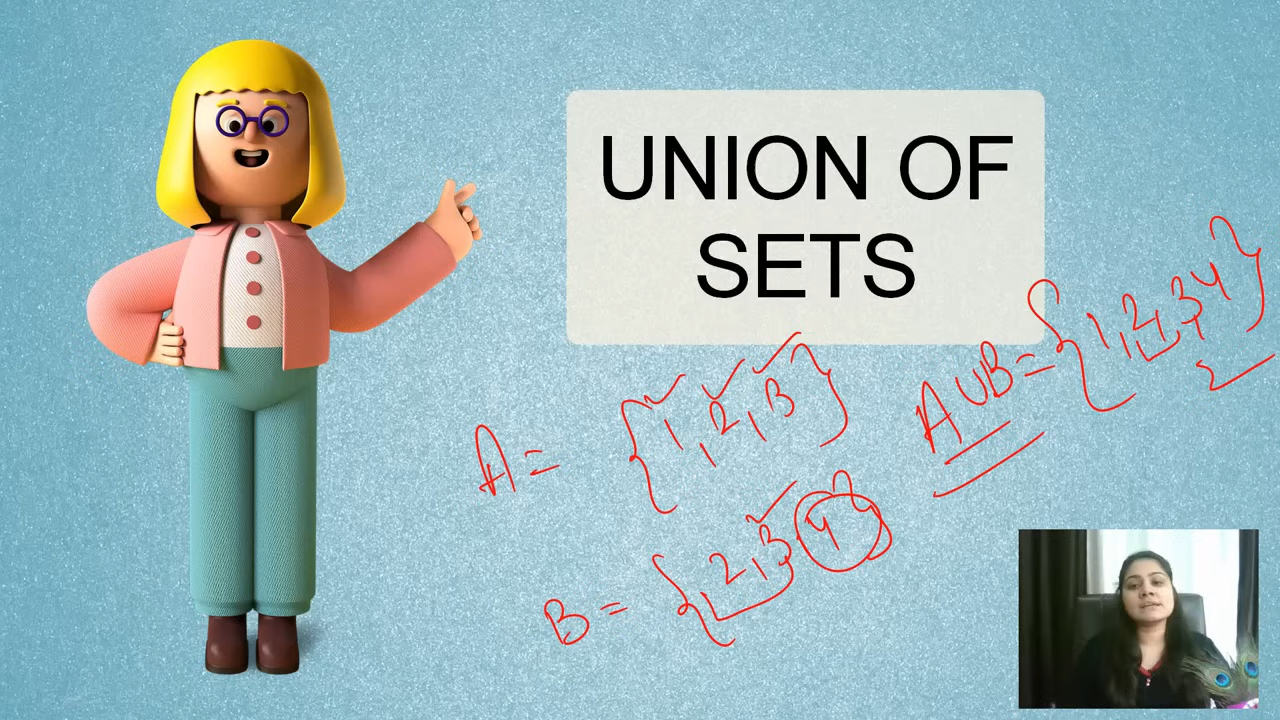 UNION OF
SETS
A = {1, 2, 3}
A∪B = {1, 2, 3, 4}
B = {2, 3, 4}